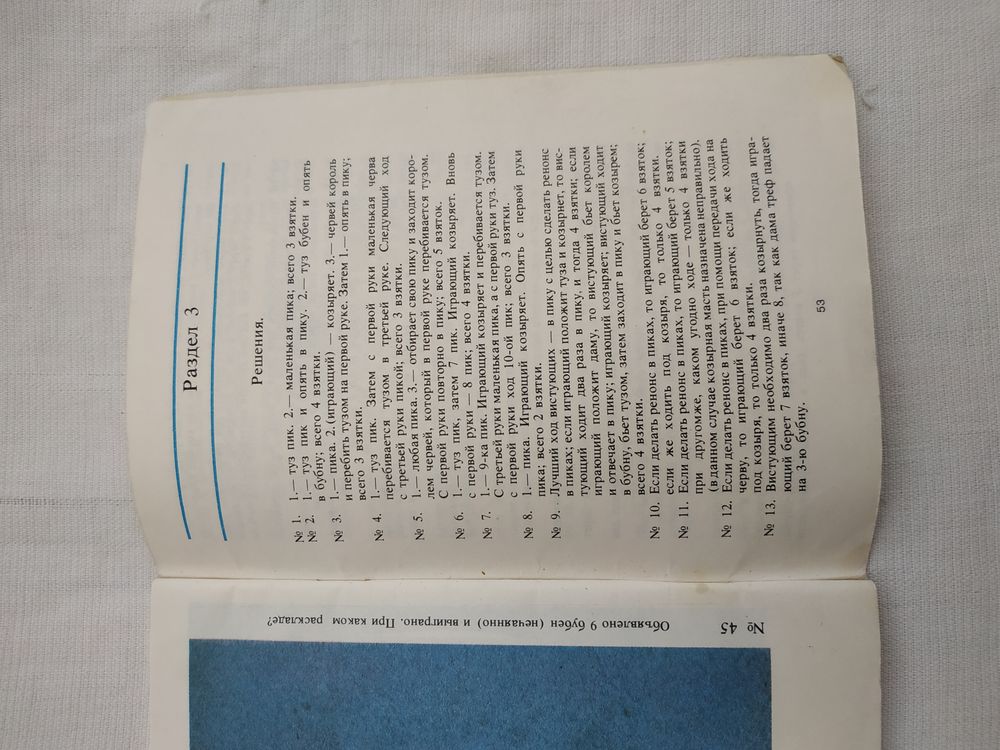 Раздел 3
Решения.
№ 1. 1.— туз пик. 2.— маленькая пика; всего 3 взятки.
№ 2. 1.— туз пик и опять в пику. 2.— туз бубен и опять
в бубну; всего 4 взятки.
№ 3. 1.— пика. 2. (играющий) — козыряет. 3.— червей король
и перебить тузом на первой руке. Затем 1.— опять в пику;
всего 3 взятки.
№ 4. 1.— туз пик. Затем с первой руки маленькая черва
перебивается тузом в третьей руке. Следующий ход
с третьей руки пикой; всего 3 взятки.
№ 5. 1.— любая пика. 3.— отбирает свою пику и заходит коро-
лем червей, который в первой руке перебивается тузом.
С первой руки повторно в пику; всего 5 взяток.
№ 6. 1.— туз пик, затем 7 пик. Играющий козыряет. Вновь
с первой руки — 8 пик; всего 4 взятки.
№ 7. 1.— 9-ка пик. Играющий козыряет и перебивается тузом.
С третьей руки маленькая пика, а с первой руки туз. Затем
с первой руки ход 10-ой пик; всего 3 взятки.
№ 8. 1.— пика. Играющий козыряет. Опять с первой руки
пика; всего 2 взятки.
№ 9. Лучший ход вистующих — в пику с целью сделать ренонс
в пиках; если играющий положит туза и козырнет, то вис-
тующий ходит два раза в пику, и тогда 4 взятки; если
играющий положит даму, то вистующий бьет королем
и отвечает в пику; играющий козыряет; вистующий ходит
в бубну, бьет тузом, затем заходит в пику и бьет козырем;
всего 4 взятки.
№ 10. Если делать ренонс в пиках, то играющий берет 6 взяток;
если же ходить под козыря, то только 4 взятки.
№ 11. Если делать ренонс в пиках, то играющий берет 5 взяток;
при другомже, каком угодно ходе — только 4 взятки
(в данном случае козырная масть назначена неправильно).
№ 12. Если делать ренонс в пиках, при помощи передачи хода на
черву, то играющий берет 6 взяток; если же ходить
под козыря, то только 4 взятки.
№ 13. Вистующим необходимо два раза козырнуть, тогда игра-
ющий берет 7 взяток, иначе 8, так как дама треф падает
на 3-ю бубну.
53
№ 45
Объявлено 9 бубен (нечаянно) и выиграно. При каком раскладе?